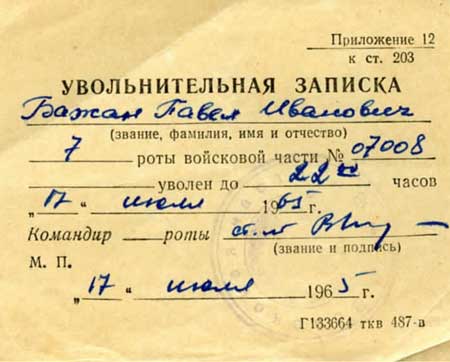 Приложение 12
к ст. 203
УВОЛЬНИТЕЛЬНАЯ ЗАПИСКА
Бажан Павел Иванович
(звание, фамилия, имя и отчество)
7 роты войсковой части № 07008
уволен до 22 00 часов
„17“ июля 1965 г.
Командир роты ст. л-т
(звание и подпись)
М. П.
„17“ июля 1965 г.
Г133664 ткв 487-в